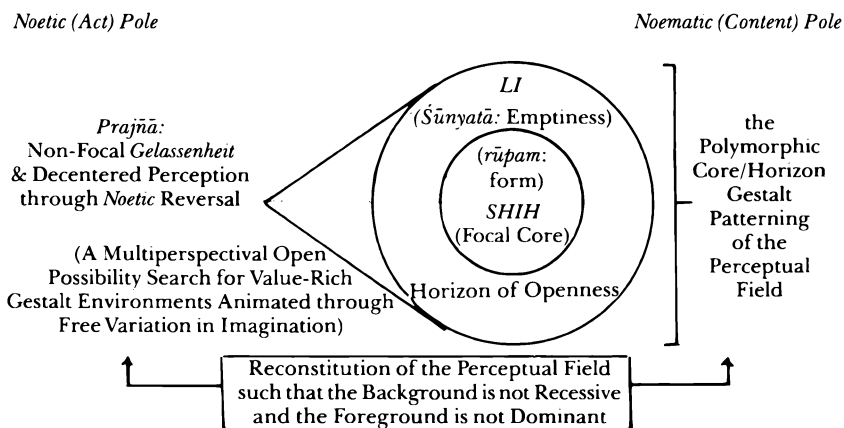 Noetic (Act) Pole
Noematic (Content) Pole
Prajñā:
Non-Focal Gelassenheit
& Decentered Perception
through Noetic Reversal
(A Multiperspectival Open
Possibility Search for Value-Rich
Gestalt Environments Animated through
Free Variation in Imagination)
LI
(Śūnyatā: Emptiness)
(rūpam:
form)
SHIH
(Focal Core)
Horizon of Openness
the
Polymorphic
Core/Horizon
Gestalt
Patterning
of the
Perceptual
Field
Reconstitution of the Perceptual Field
such that the Background is not Recessive
and the Foreground is not Dominant